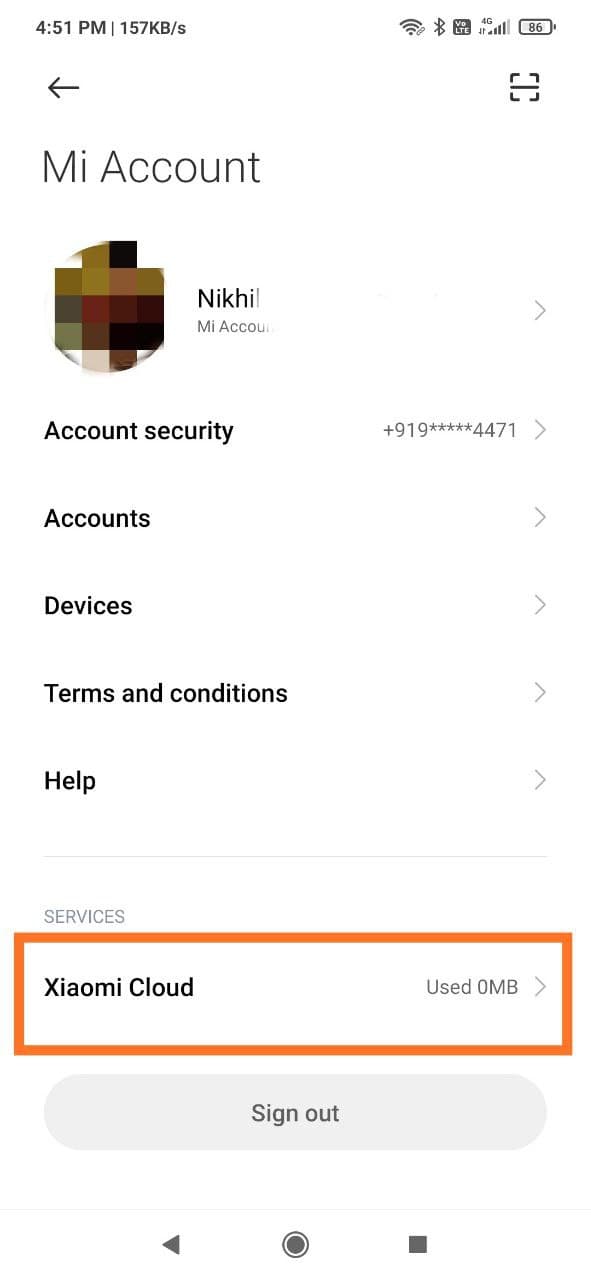 4:51 PM | 157KB/s Vo LTE 4G 86
Mi Account
Nikhil
Mi Accou
Account security +919*****4471
Accounts
Devices
Terms and conditions
Help
SERVICES
Xiaomi Cloud Used 0MB
Sign out